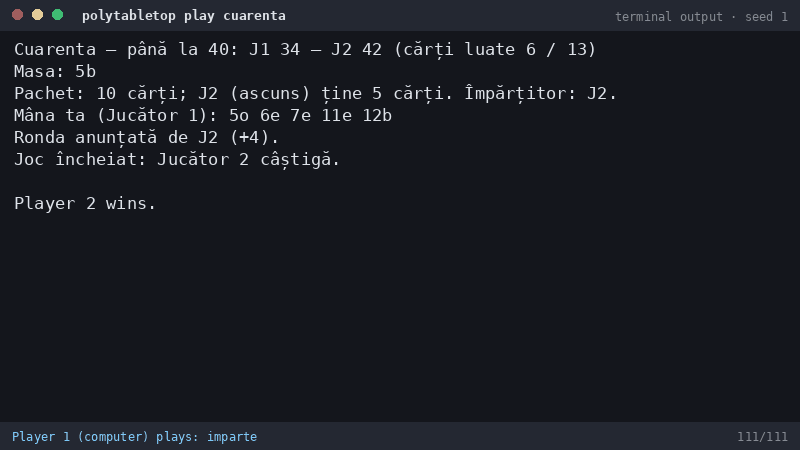 polytabletop play cuarenta
terminal output · seed 1
Cuarenta — până la 40: J1 34 — J2 42 (cărți luate 6 / 13)
Masa: 5b
Pachet: 10 cărți; J2 (ascuns) ține 5 cărți. Împărțitor: J2.
Mâna ta (Jucător 1): 5o 6e 7e 11e 12b
Ronda anunțată de J2 (+4).
Joc încheiat: Jucător 2 câștigă.
Player 2 wins.
Player 1 (computer) plays: imparte
111/111